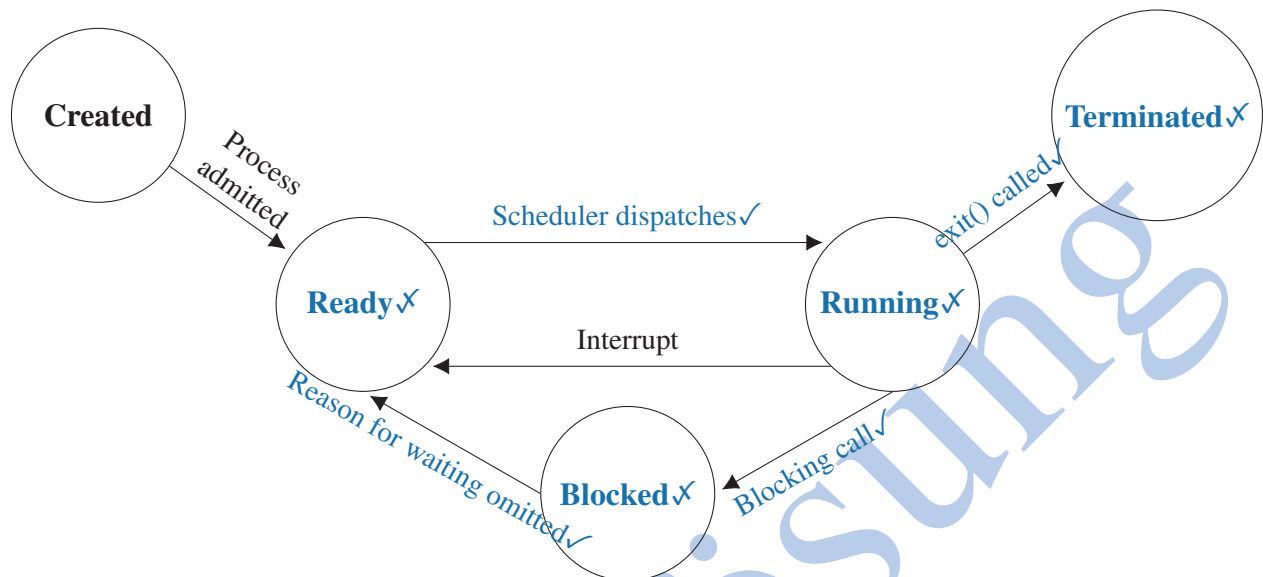 Created
Terminated✗
Process
admitted
exit() called✓
Scheduler dispatches✓
Ready✗
Running✗
Interrupt
Reason for waiting omitted✓
Blocking call✓
Blocked✗